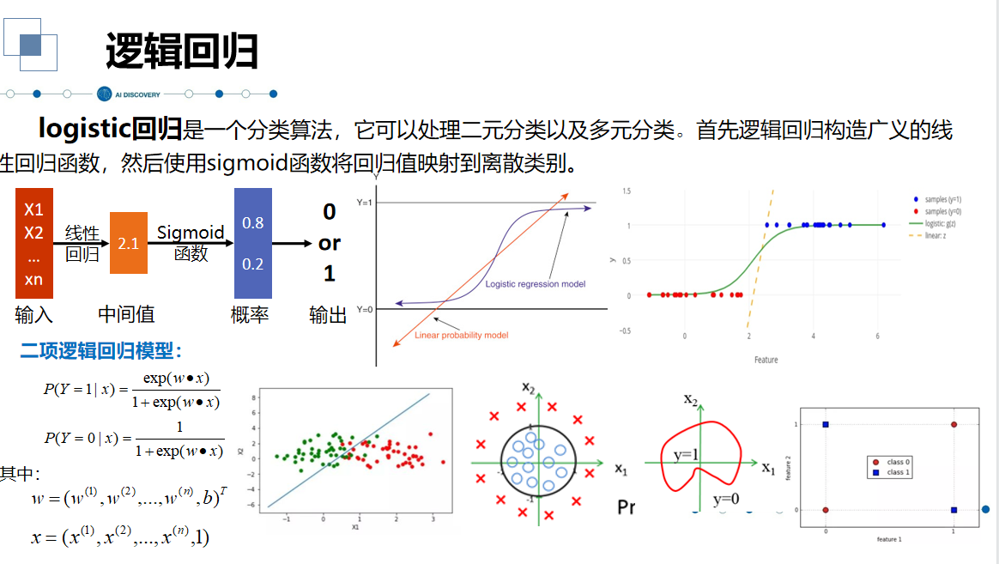 逻辑回归
AI DISCOVERY
logistic回归是一个分类算法，它可以处理二元分类以及多元分类。首先逻辑回归构造广义的线
性回归函数，然后使用sigmoid函数将回归值映射到离散类别。
X1
X2
...
xn
输入
线性
回归
2.1
中间值
Sigmoid
函数
0.8
0.2
概率
0
or
1
输出
Y
Y=1
Y=0
Logistic regression model
Linear probability model
1.5
1
0.5
0
−0.5
y
0
2
4
6
Feature
samples (y=1)
samples (y=0)
logistic: g(z)
linear: z
二项逻辑回归模型：
P(Y = 1 | x) = exp(w•x) / 1 + exp(w•x)
P(Y = 0 | x) = 1 / 1 + exp(w•x)
其中：
w = (w^(1), w^(2), ..., w^(n), b)^T
x = (x^(1), x^(2), ..., x^(n), 1)
8
6
4
2
0
−2
−4
−6
X2
−1
0
1
2
3
X1
x2
1
-1
-1
x1
Pr
x2
y=1
x1
y=0
1
0
feature 2
class 0
class 1
0
1
feature 1